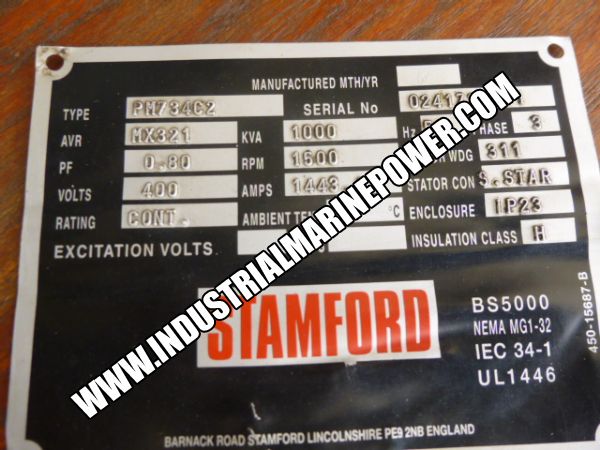 MANUFACTURED MTH/YR
TYPE PM734C2 SERIAL No
AVR MX321 KVA 1000 Hz PHASE 3
PF 0.80 RPM 1500 WDG 311
VOLTS 400 AMPS 1443 STATOR CON S.STAR
RATING CONT. AMBIENT °C ENCLOSURE IP23
EXCITATION VOLTS INSULATION CLASS H
WWW.INDUSTRIALMARINEPOWER.COM
STAMFORD
BS5000
NEMA MG1-32
IEC 34-1
UL1446
450-15687-B
BARNACK ROAD STAMFORD LINCOLNSHIRE PE9 2NB ENGLAND